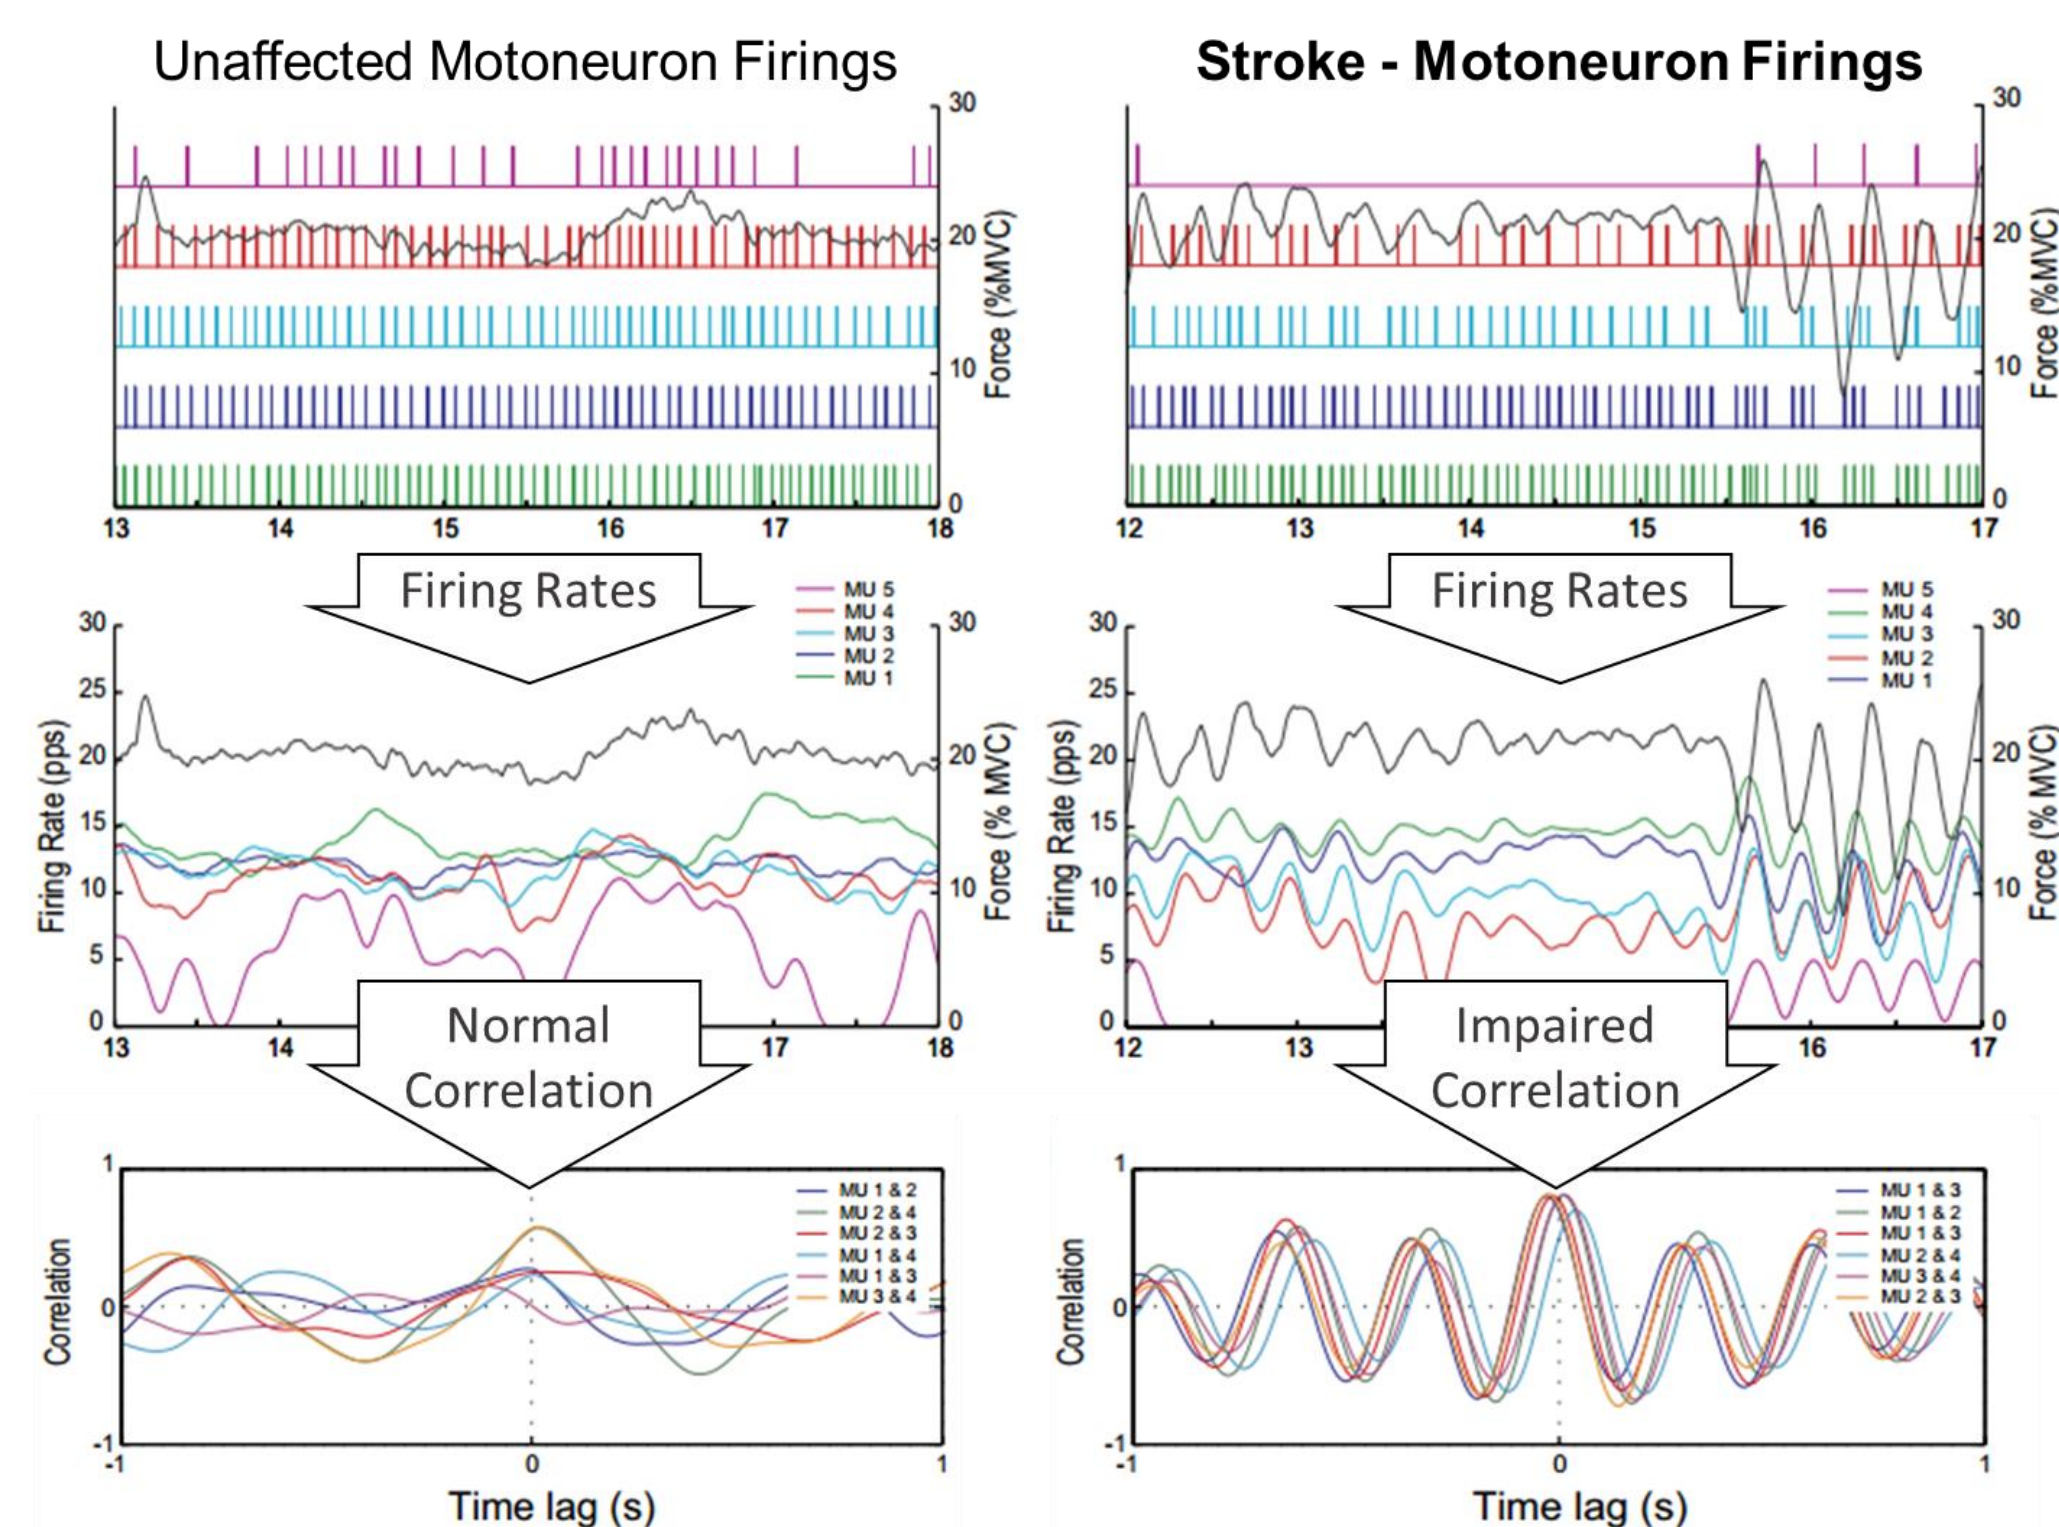 Unaffected Motoneuron Firings
30
20
10
0
Force (%MVC)
13 14 15 16 17 18
Firing Rates
MU 5
MU 4
MU 3
MU 2
MU 1
30
25
20
15
10
5
0
Firing Rate (pps)
30
20
10
0
Force (% MVC)
13 14 17 18
Normal
Correlation
1
0
-1
Correlation
MU 1 & 2
MU 2 & 4
MU 2 & 3
MU 1 & 4
MU 1 & 3
MU 3 & 4
-1 0 1
Time lag (s)
Stroke - Motoneuron Firings
30
20
10
0
Force (%MVC)
12 13 14 15 16 17
Firing Rates
MU 5
MU 4
MU 3
MU 2
MU 1
30
25
20
15
10
5
0
Firing Rate (pps)
30
20
10
0
Force (% MVC)
12 13 16 17
Impaired
Correlation
1
0
-1
Correlation
MU 1 & 3
MU 1 & 2
MU 1 & 3
MU 2 & 4
MU 3 & 4
MU 2 & 3
-1 0 1
Time lag (s)